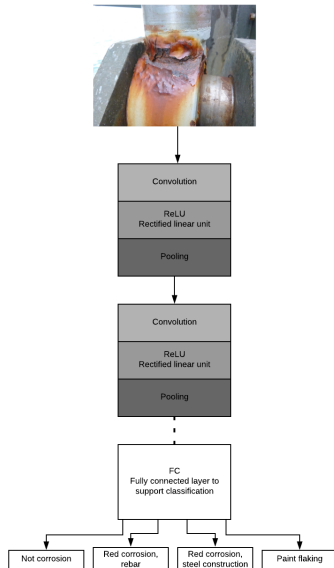 Convolution
ReLU
Rectified linear unit
Pooling
Convolution
ReLU
Rectified linear unit
Pooling
FC
Fully connected layer to
support classification
Not corrosion
Red corrosion,
rebar
Red corrosion,
steel construction
Paint flaking